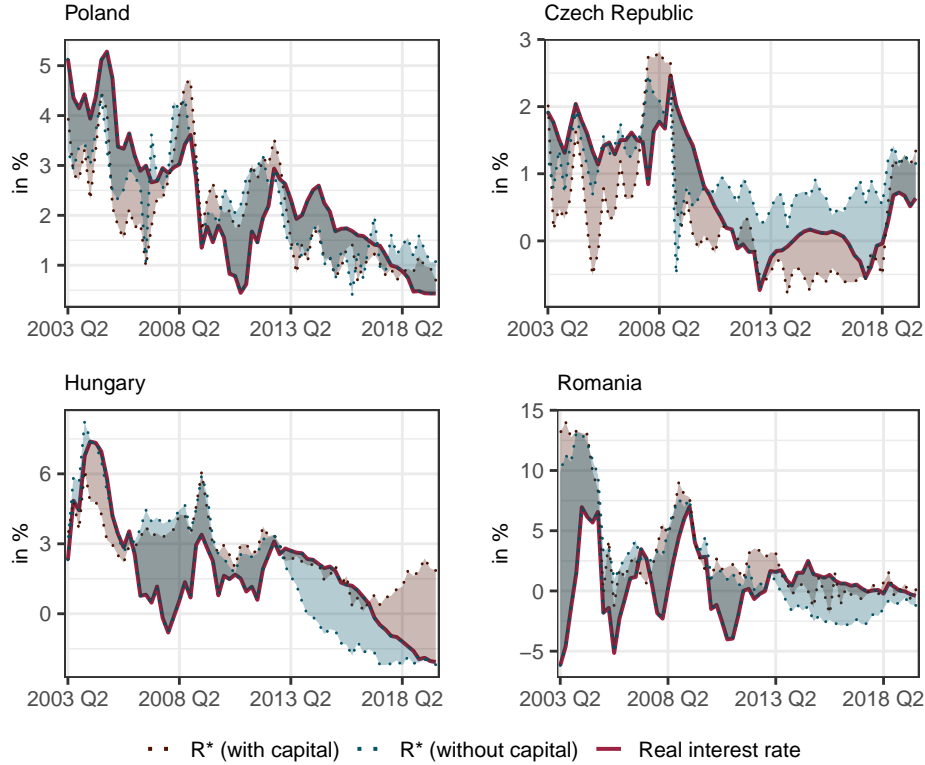 Poland
in %
5
4
3
2
1
2003 Q2 2008 Q2 2013 Q2 2018 Q2
Czech Republic
in %
3
2
1
0
2003 Q2 2008 Q2 2013 Q2 2018 Q2
Hungary
in %
6
3
0
2003 Q2 2008 Q2 2013 Q2 2018 Q2
Romania
in %
15
10
5
0
−5
2003 Q2 2008 Q2 2013 Q2 2018 Q2
R* (with capital) R* (without capital) Real interest rate